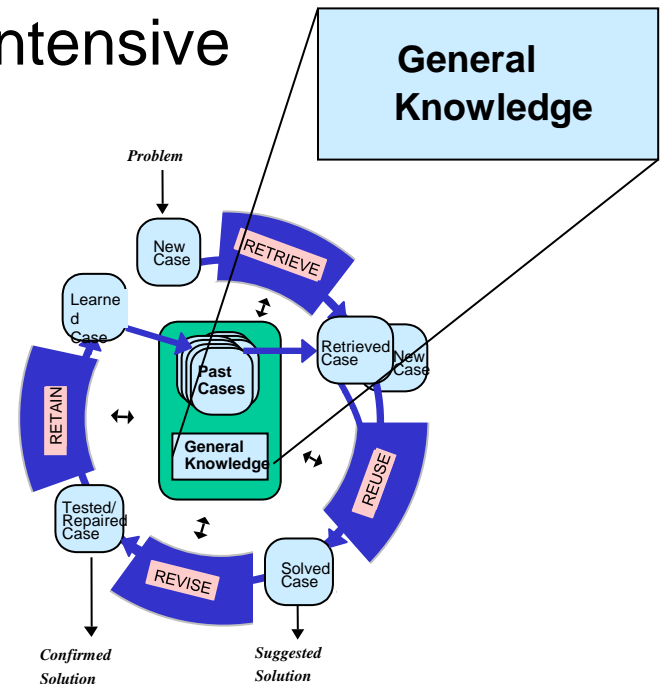 ntensive
General
Knowledge
Problem
New
Case
RETRIEVE
Learne
d
Case
Retrieved
Case
New
Case
Past
Cases
General
Knowledge
RETAIN
REUSE
Tested/
Repaired
Case
REVISE
Solved
Case
Confirmed
Solution
Suggested
Solution